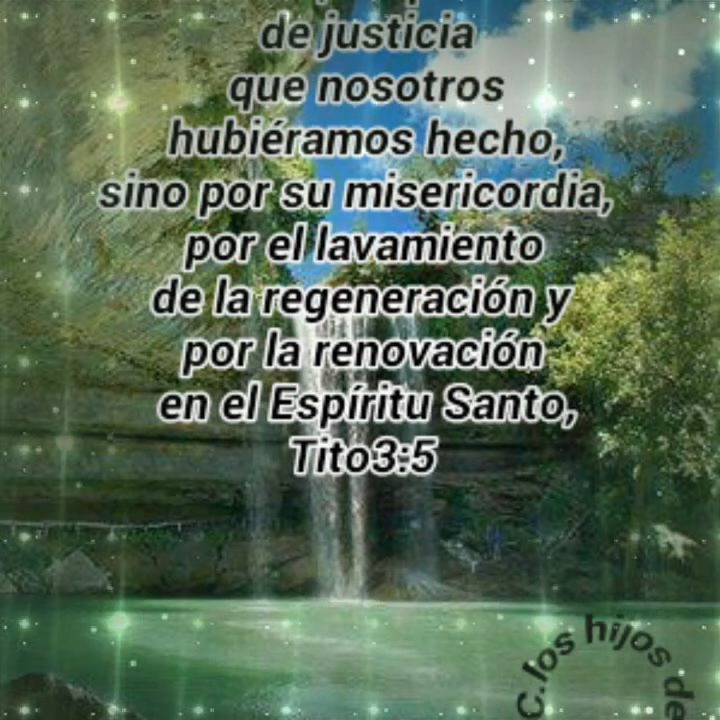 de justicia
que nosotros
hubiéramos hecho,
sino por su misericordia,
por el lavamiento
de la regeneración y
por la renovación
en el Espíritu Santo,
Tito3:5
C.los hijos de